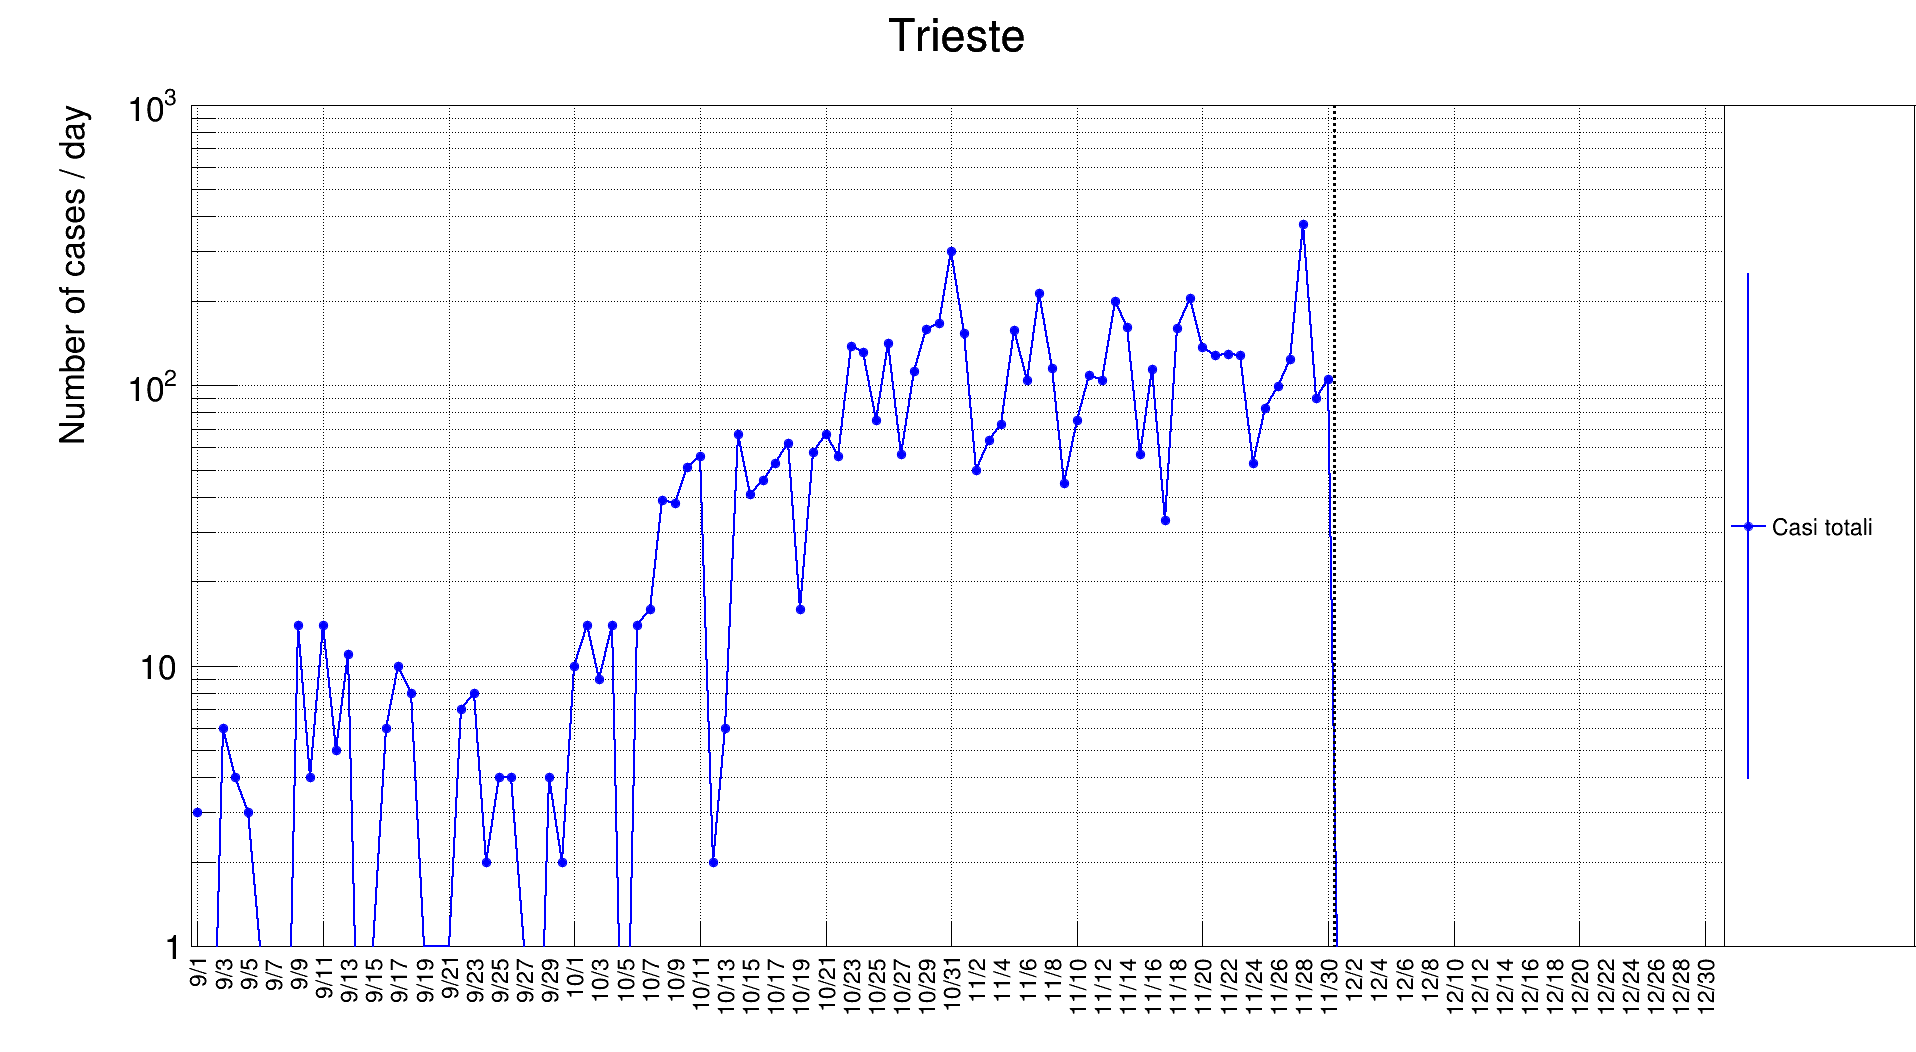 Trieste
Number of cases / day
10³
10²
10
1
9/1 9/3 9/5 9/7 9/9 9/11 9/13 9/15 9/17 9/19 9/21 9/23 9/25 9/27 9/29 10/1 10/3 10/5 10/7 10/9 10/11 10/13 10/15 10/17 10/19 10/21 10/23 10/25 10/27 10/29 10/31 11/2 11/4 11/6 11/8 11/10 11/12 11/14 11/16 11/18 11/20 11/22 11/24 11/26 11/28 11/30 12/2 12/4 12/6 12/8 12/10 12/12 12/14 12/16 12/18 12/20 12/22 12/24 12/26 12/28 12/30
Casi totali